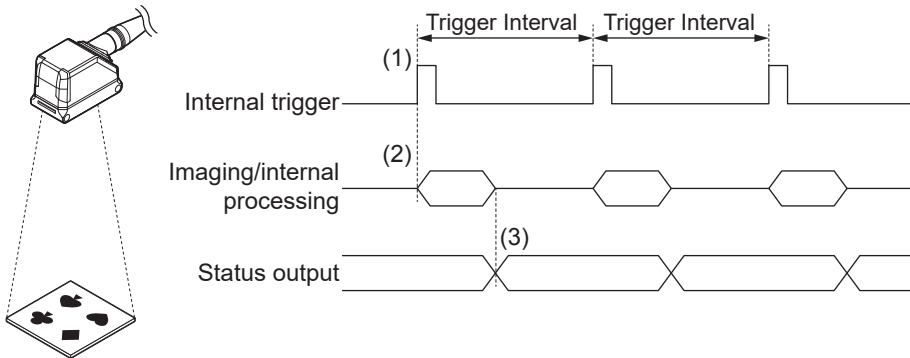 Trigger Interval Trigger Interval
(1)
Internal trigger
(2)
Imaging/internal
processing
(3)
Status output